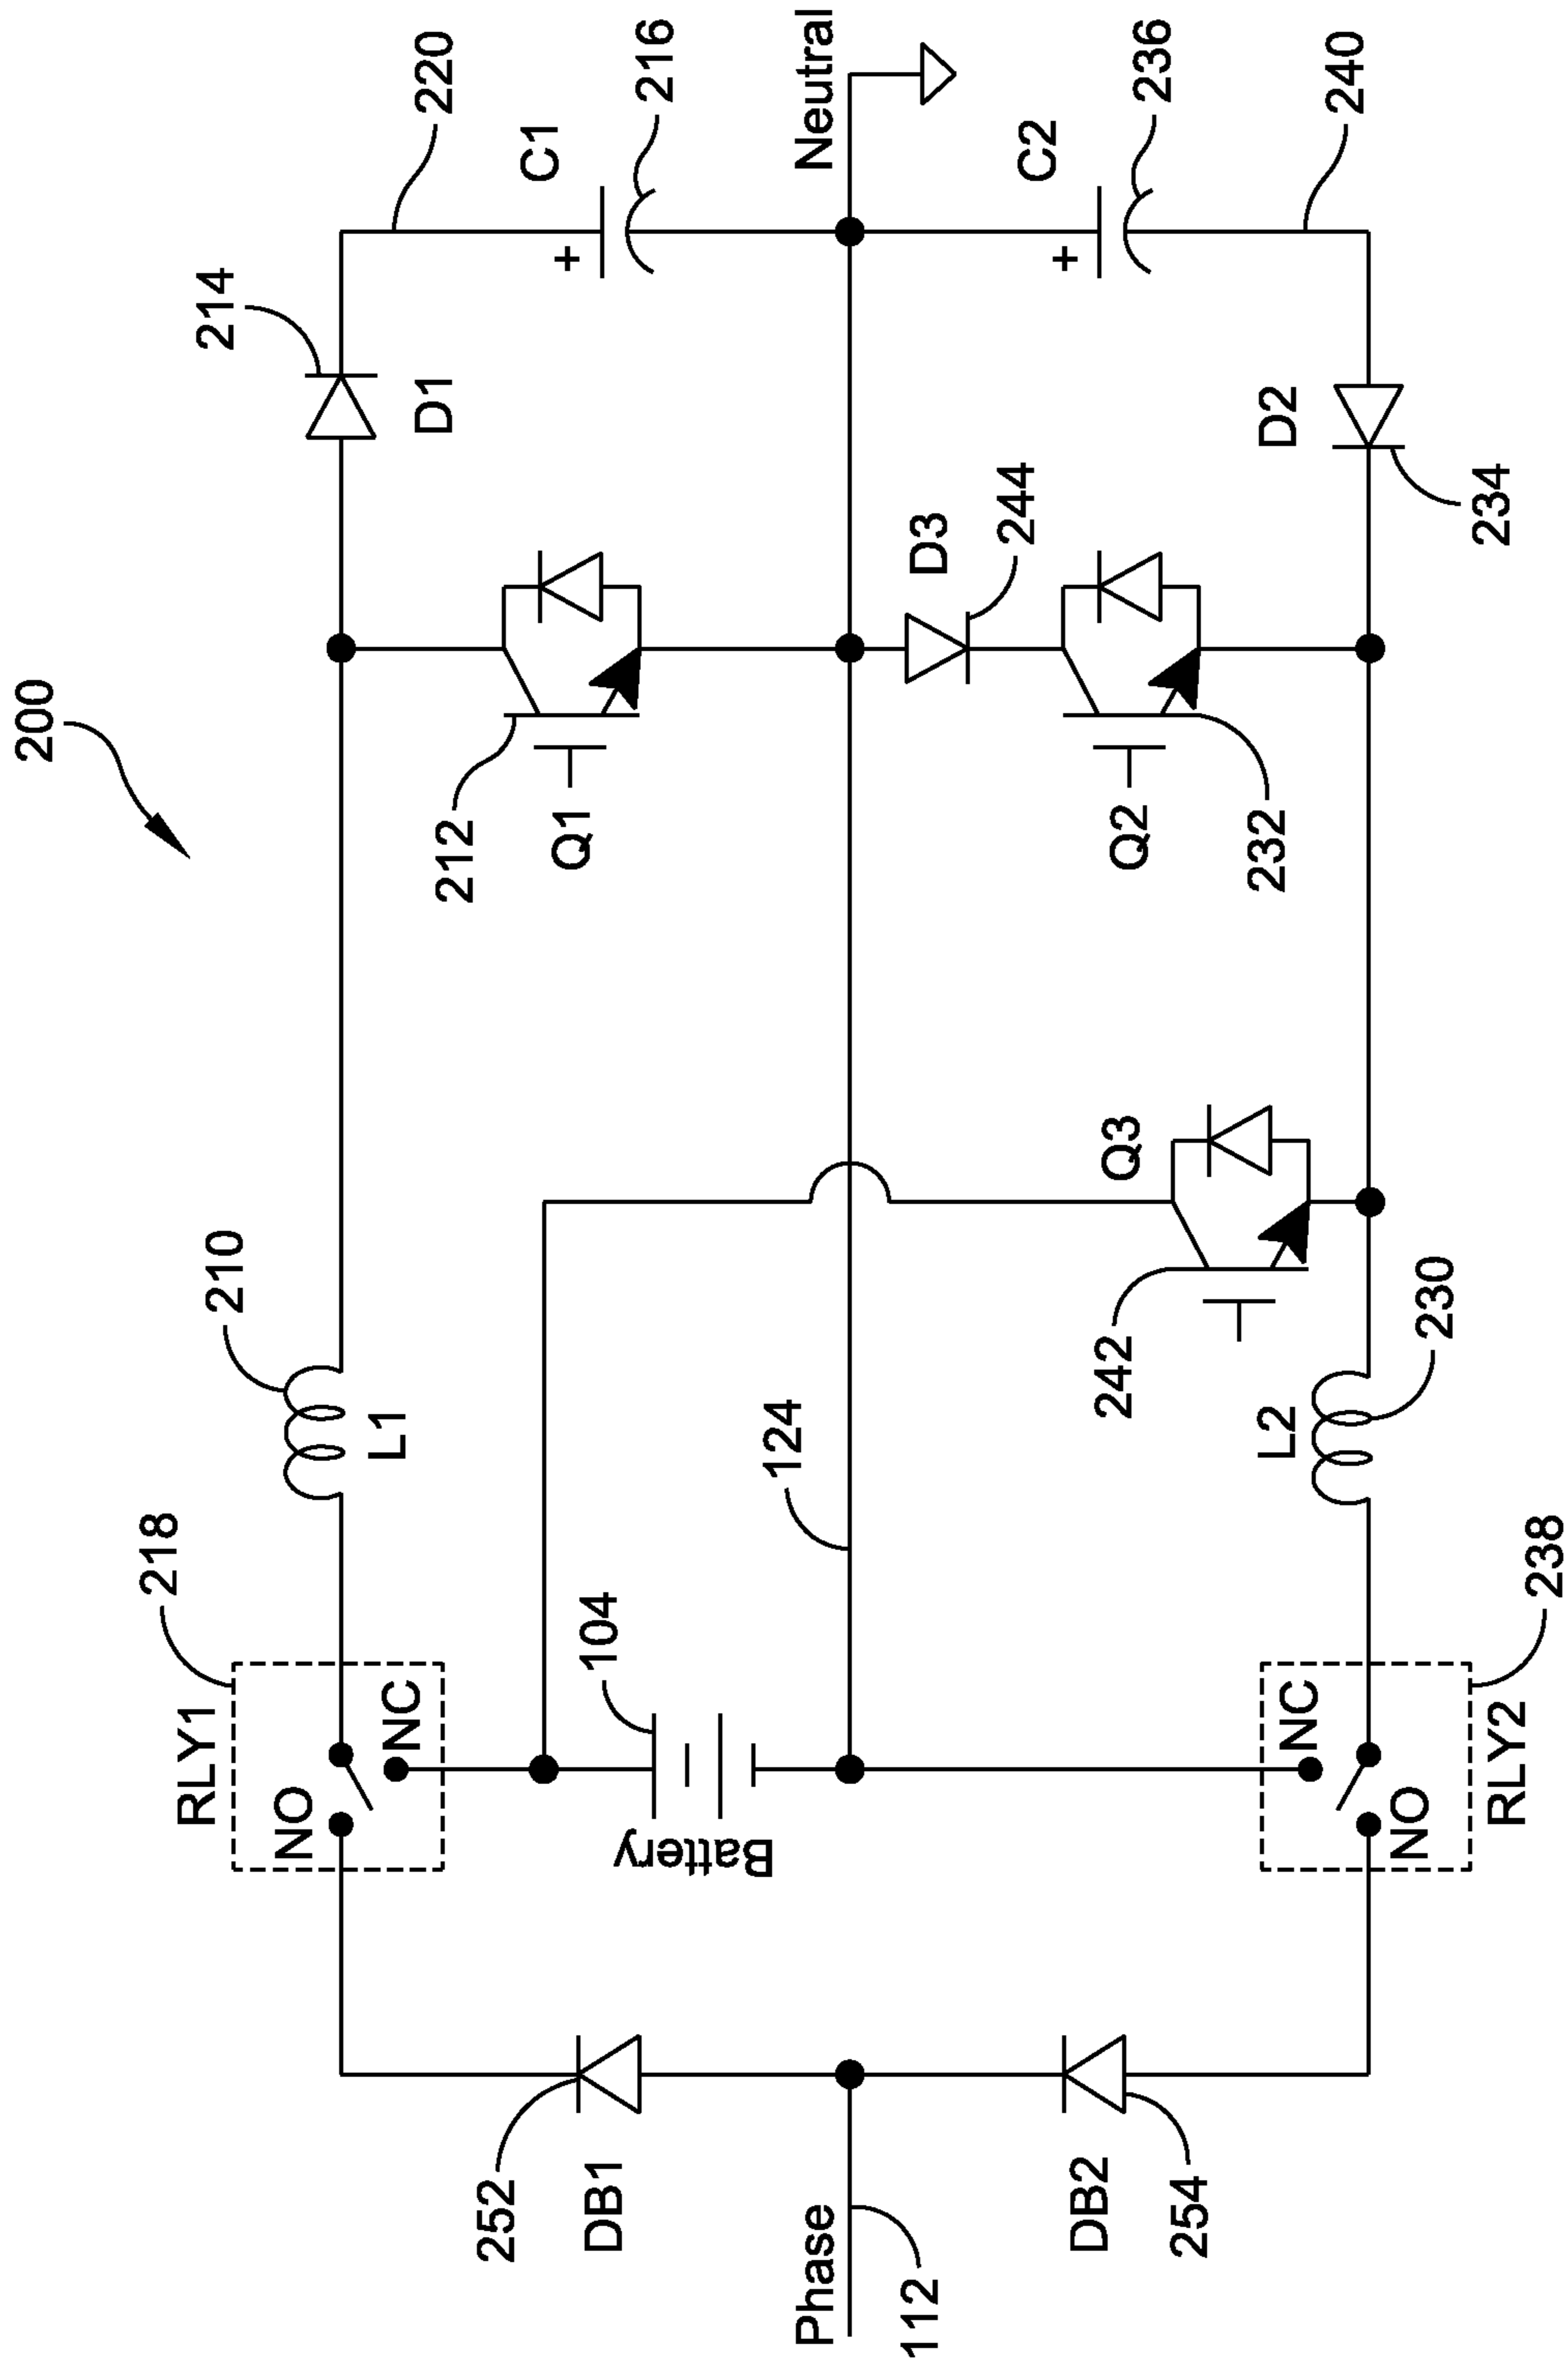 200
RLY1
218
210
214
220
NO
NC
L1
D1
C1
216
252
DB1
Battery
104
212
Q1
Phase
112
124
Neutral
DB2
254
242
Q3
D3
244
Q2
232
C2
236
NC
NO
L2
230
D2
234
240
RLY2
238